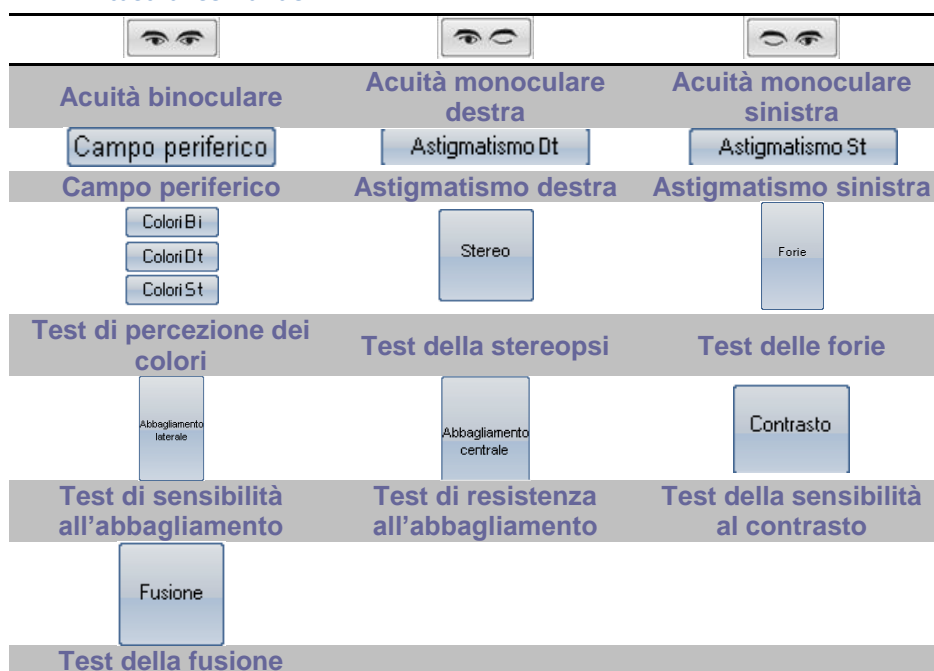 Acuità binoculare
Acuità monoculare
destra
Acuità monoculare
sinistra
Campo periferico
Astigmatismo Dt
Astigmatismo St
Campo periferico
Astigmatismo destra
Astigmatismo sinistra
Colori Bi
Colori Dt
Colori St
Stereo
Forie
Test di percezione dei
colori
Test della stereopsi
Test delle forie
Abbagliamento
laterale
Abbagliamento
centrale
Contrasto
Test di sensibilità
all'abbagliamento
Test di resistenza
all'abbagliamento
Test della sensibilità
al contrasto
Fusione
Test della fusione